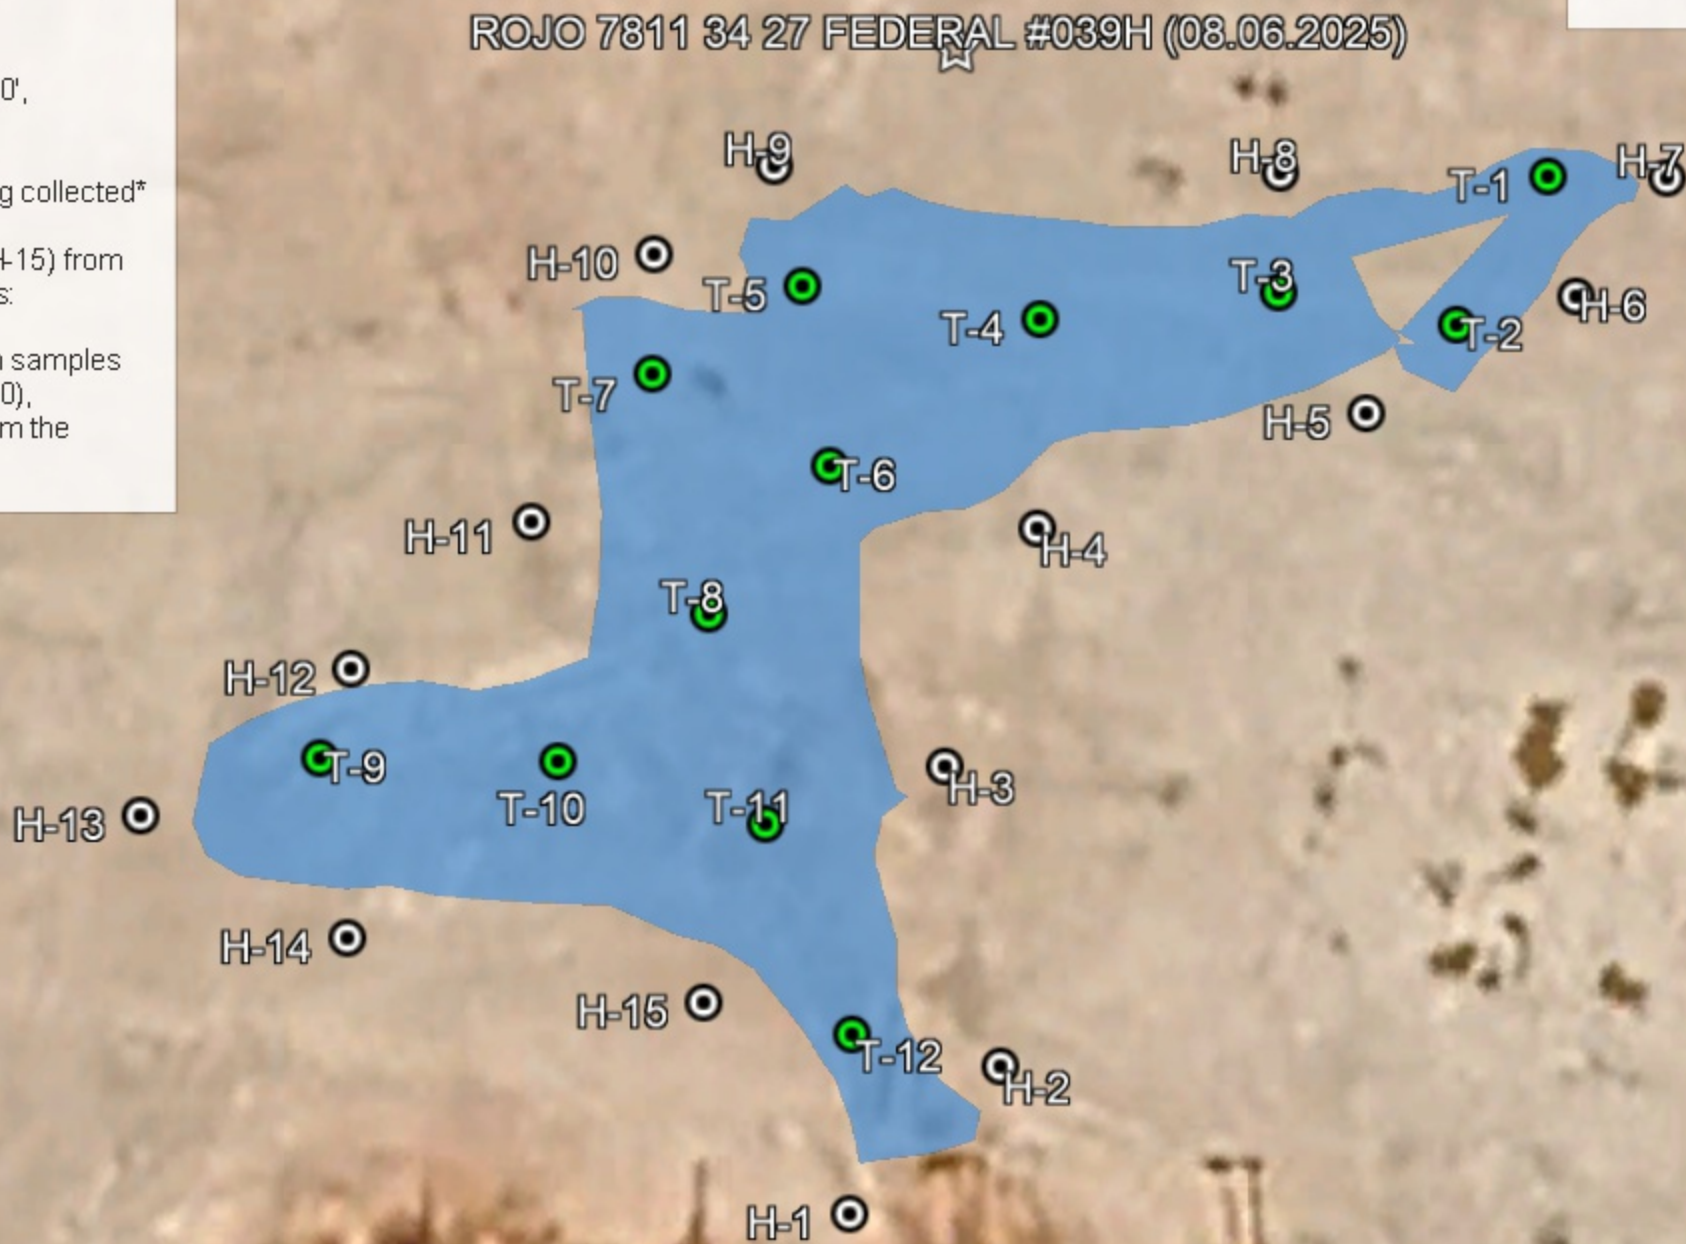 ROJO 7811 34 27 FEDERAL #039H (08.06.2025)
0',
g collected*
+15) from
s:
samples
0),
m the
H-9
H-8
H-7
T-1
H-10
T-5
T-3
T-4
H-6
T-2
T-7
H-5
T-6
H-11
H-4
T-8
H-12
T-9
H-3
T-10
T-11
H-13
H-14
H-15
T-12
H-2
H-1